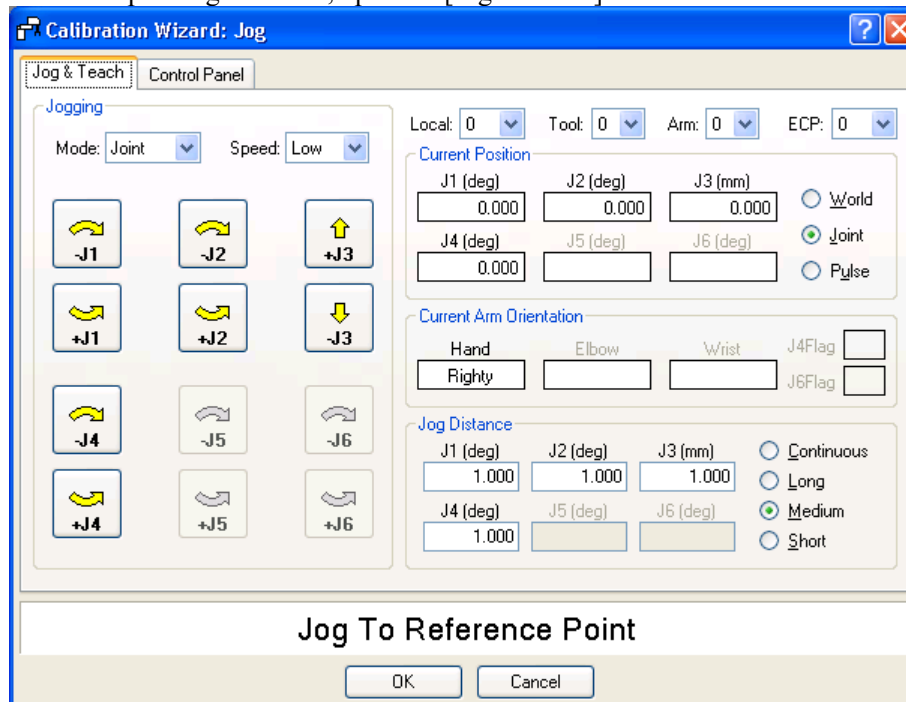 Calibration Wizard: Jog
Jog & Teach Control Panel
Jogging
Mode: Joint Speed: Low
-J1 -J2 +J3
+J1 +J2 -J3
-J4 -J5 -J6
+J4 +J5 +J6
Local: 0 Tool: 0 Arm: 0 ECP: 0
Current Position
J1 (deg) J2 (deg) J3 (mm)
0.000 0.000 0.000
J4 (deg) J5 (deg) J6 (deg)
0.000
World
Joint
Pulse
Current Arm Orientation
Hand Elbow Wrist
Righty
J4Flag
J6Flag
Jog Distance
J1 (deg) J2 (deg) J3 (mm)
1.000 1.000 1.000
J4 (deg) J5 (deg) J6 (deg)
1.000
Continuous
Long
Medium
Short
Jog To Reference Point
OK Cancel